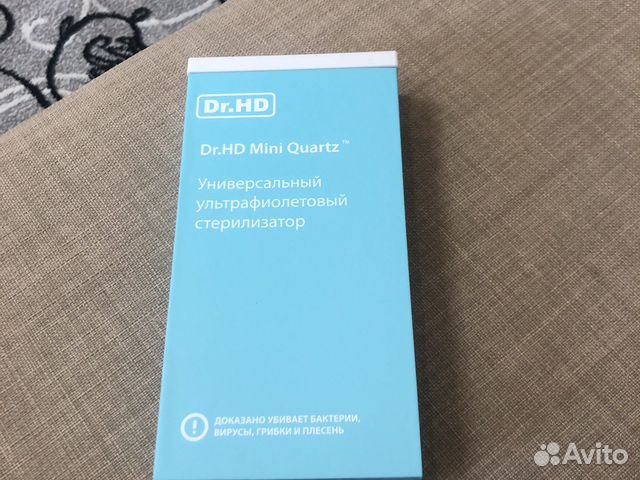 Dr.HD
Dr.HD Mini Quartz™
Универсальный
ультрафиолетовый
стерилизатор
ДОКАЗАНО УБИВАЕТ БАКТЕРИИ,
ВИРУСЫ, ГРИБКИ И ПЛЕСЕНЬ
Avito